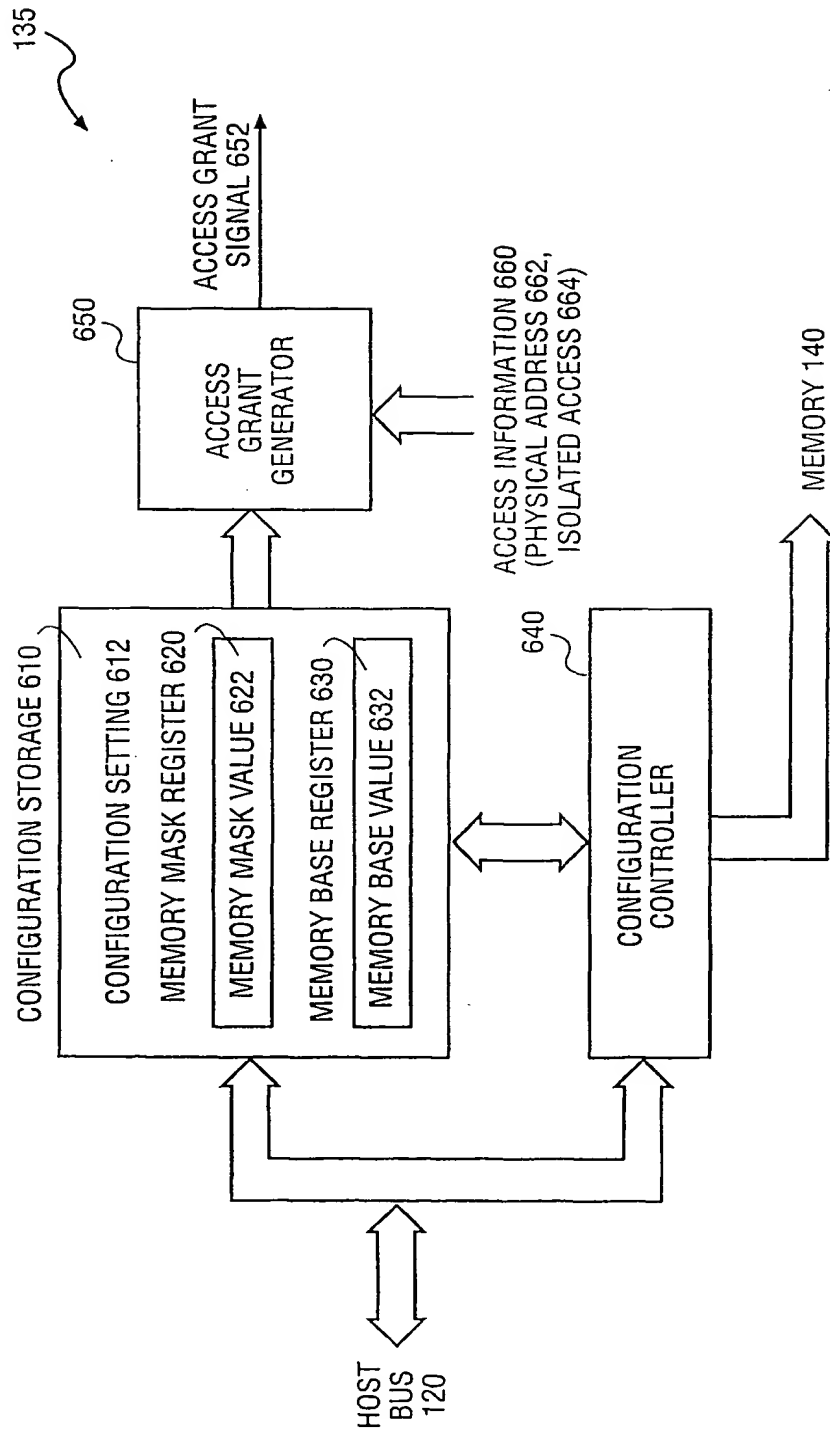 135
CONFIGURATION STORAGE 610
CONFIGURATION SETTING 612
MEMORY MASK REGISTER 620
MEMORY MASK VALUE 622
MEMORY BASE REGISTER 630
MEMORY BASE VALUE 632
650
ACCESS
GRANT
GENERATOR
ACCESS GRANT
SIGNAL 652
ACCESS INFORMATION 660
(PHYSICAL ADDRESS 662,
ISOLATED ACCESS 664)
HOST
BUS
120
640
CONFIGURATION
CONTROLLER
MEMORY 140